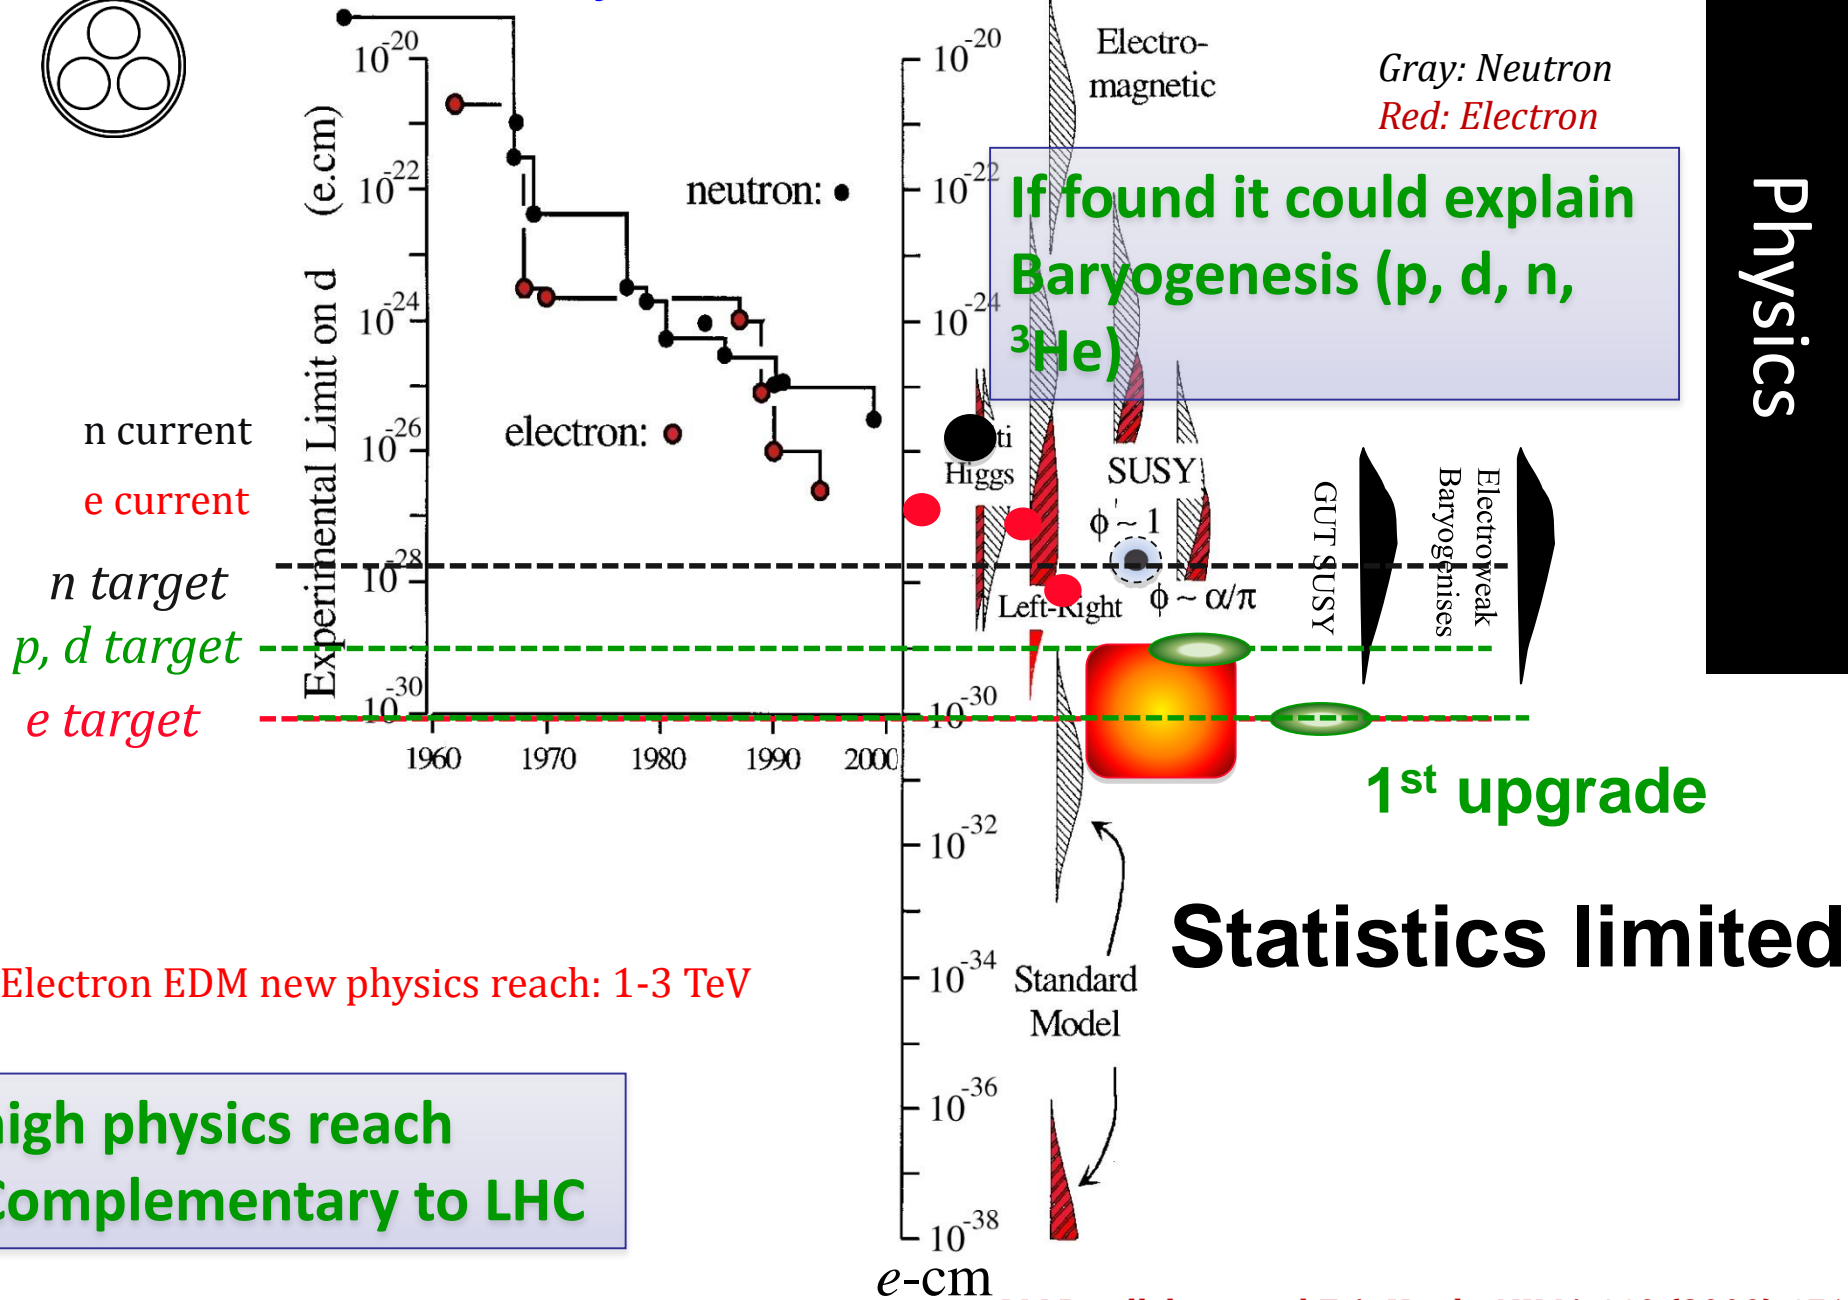 10-20
10-22
10-24
10-26
10-28
10-30
Experimental Limit on d (e.cm)
1960
1970
1980
1990
2000
neutron:
electron:
n current
e current
n target
p, d target
e target
10-20
10-22
10-24
10-30
10-32
10-34
10-36
10-38
e-cm
Electro-
magnetic
Gray: Neutron
Red: Electron
If found it could explain
Baryogenesis (p, d, n,
³He)
Physics
Higgs
SUSY
ϕ ~ 1
ϕ ~ α/π
Left-Right
GUT SUSY
Electroweak
Baryogenises
1st upgrade
Statistics limited
Standard
Model
Electron EDM new physics reach: 1-3 TeV
high physics reach
Complementary to LHC